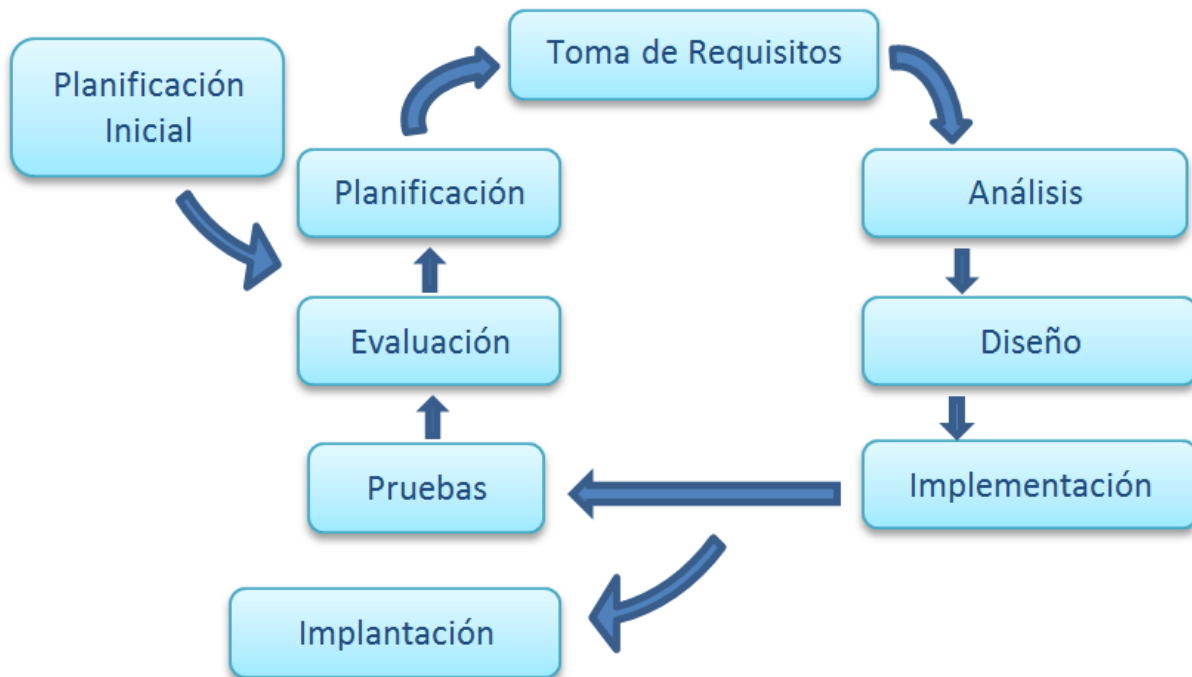 Planificación
Inicial
Toma de Requisitos
Planificación
Análisis
Evaluación
Diseño
Pruebas
Implementación
Implantación